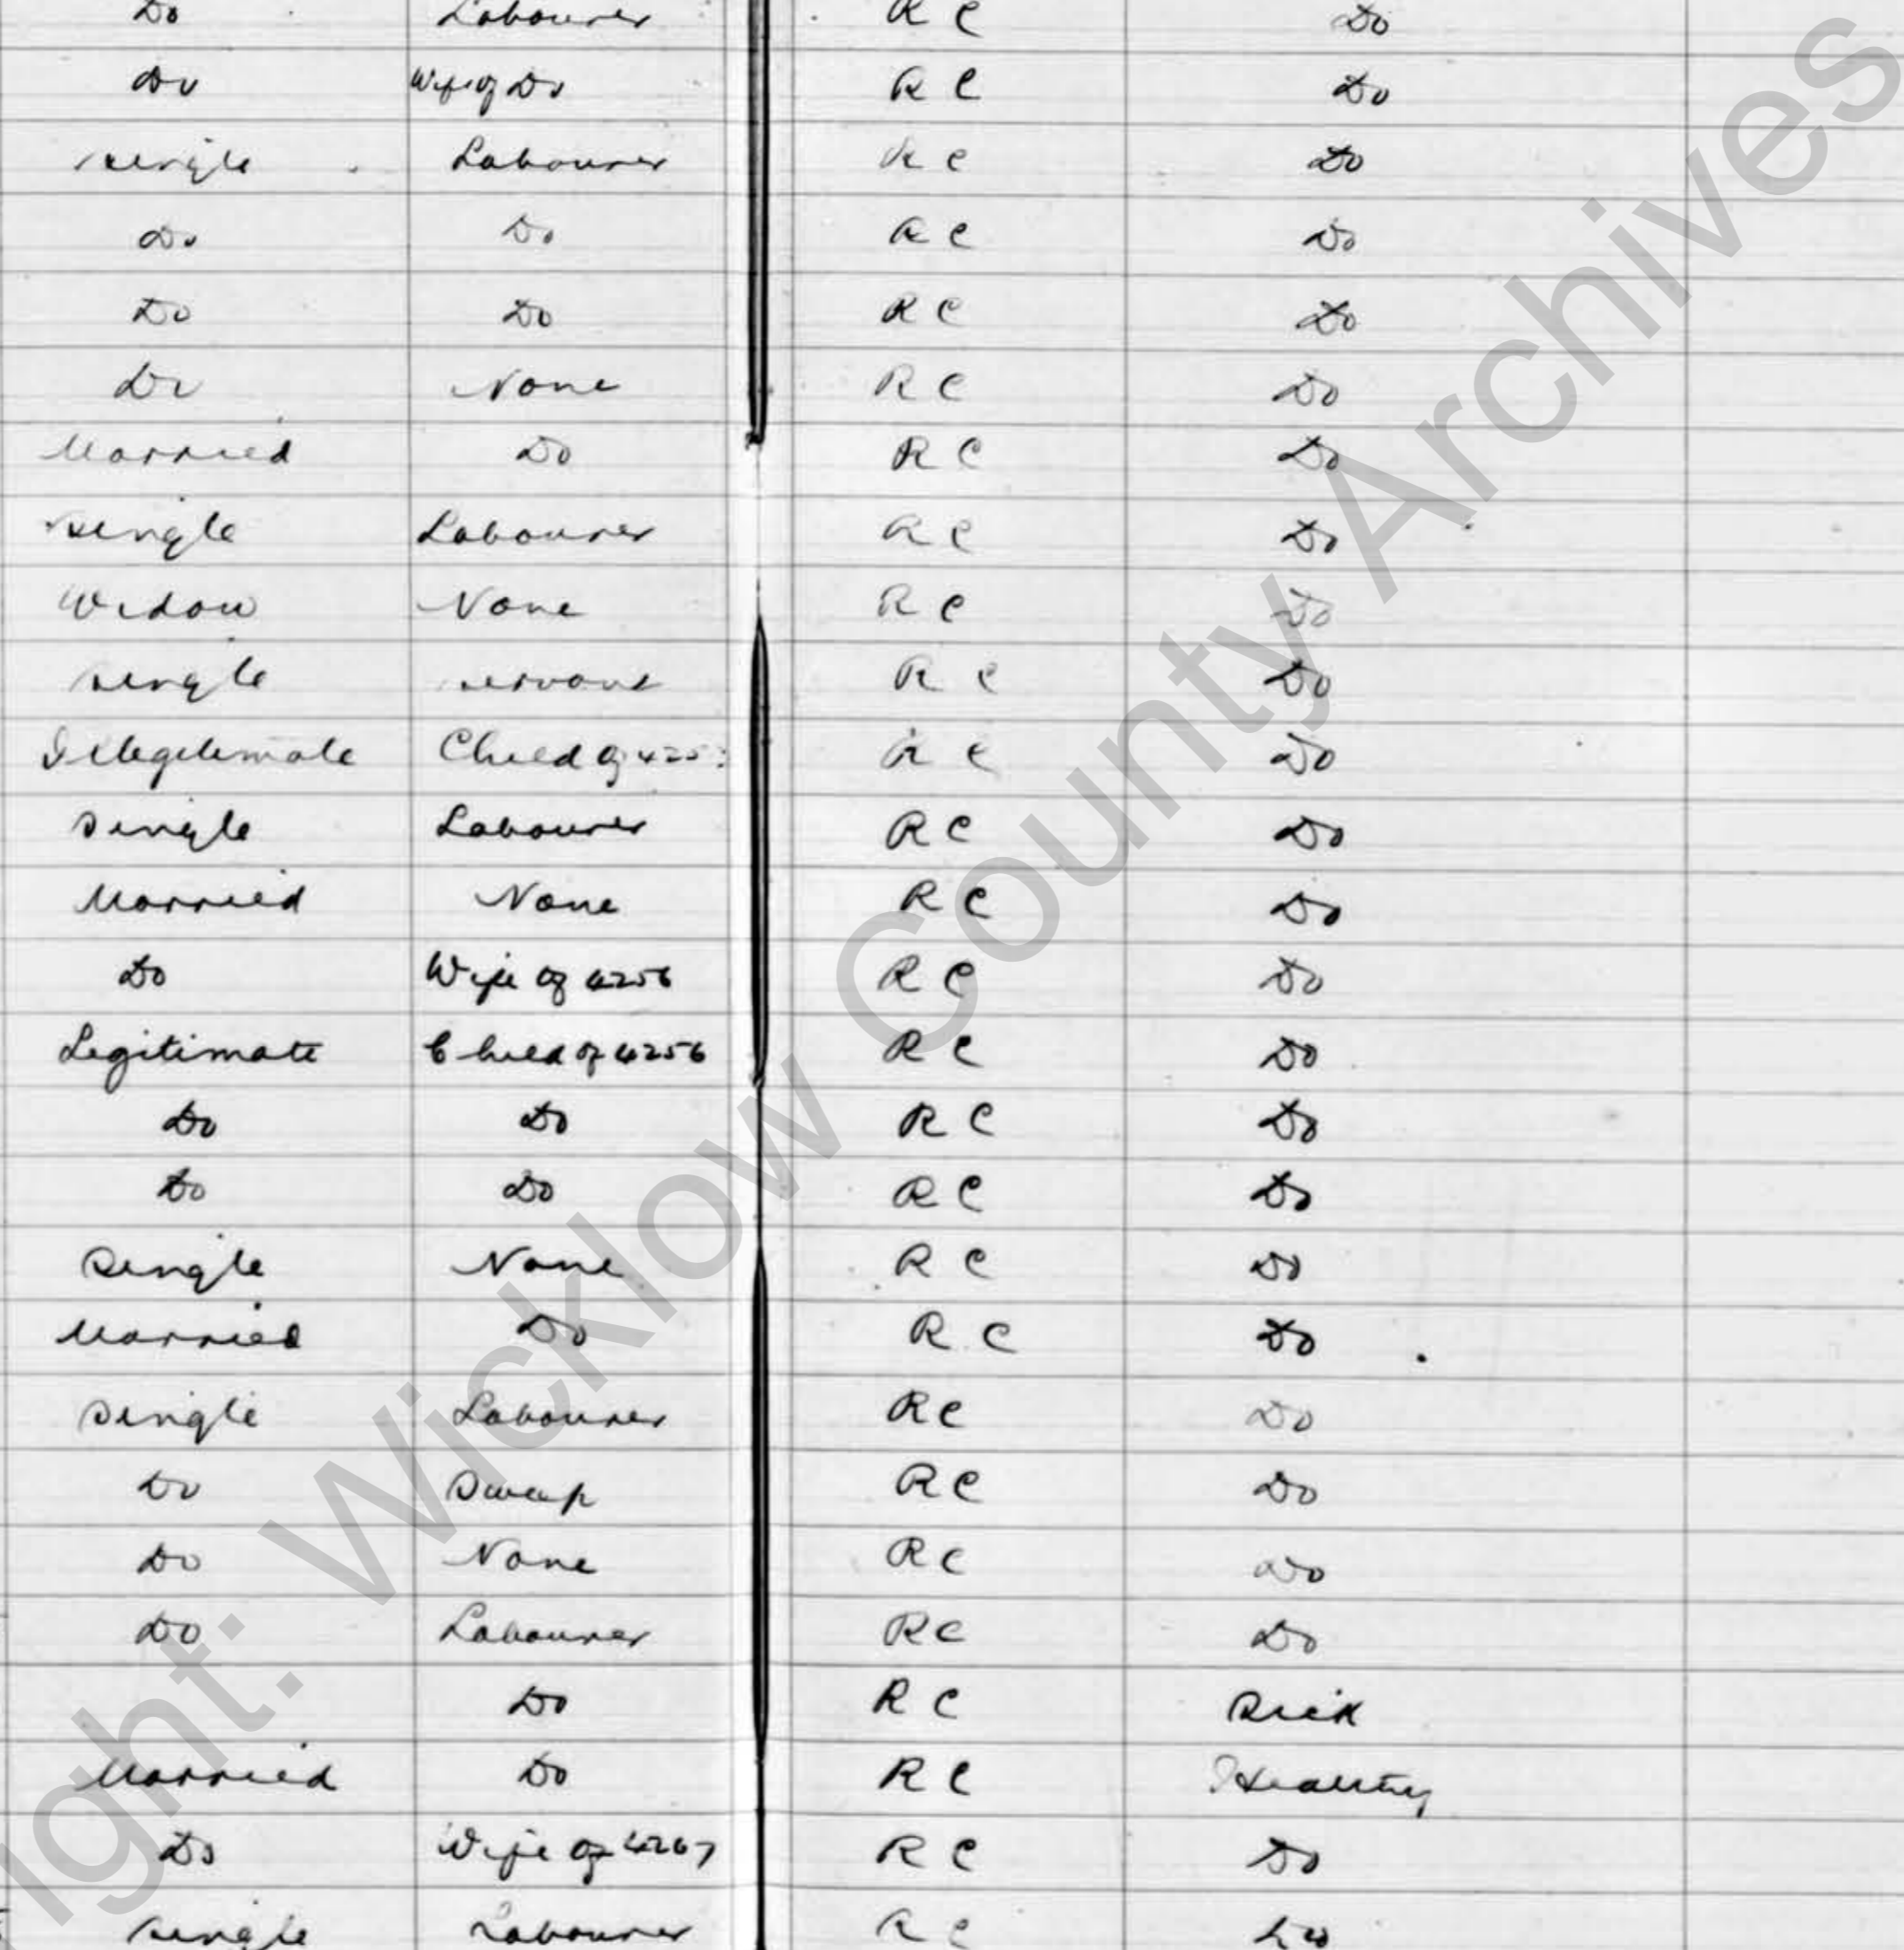 Do Labourer R C Do
Do Wife of Do R C Do
Single Labourer R C Do
Do Do R C Do
Do Do R C Do
Do None R C Do
Married Do R C Do
Single Labourer R C Do
Widow None R C Do
Single Servant R C Do
Illegitimate Child of R C Do
Single Labourer R C Do
Married None R C Do
Do Wife of 4256 R C Do
Legitimate Child of 4256 R C Do
Do Do R C Do
Do Do R C Do
Single None R C Do
Married Do R C Do
Single Labourer R C Do
Do Sweep R C Do
Do None R C Do
Do Labourer R C Do
Do R C Sick
Married Do R C Healthy
Do Wife of 4267 R C Do
Single Labourer R C Do
ight: Wicklow County Archives